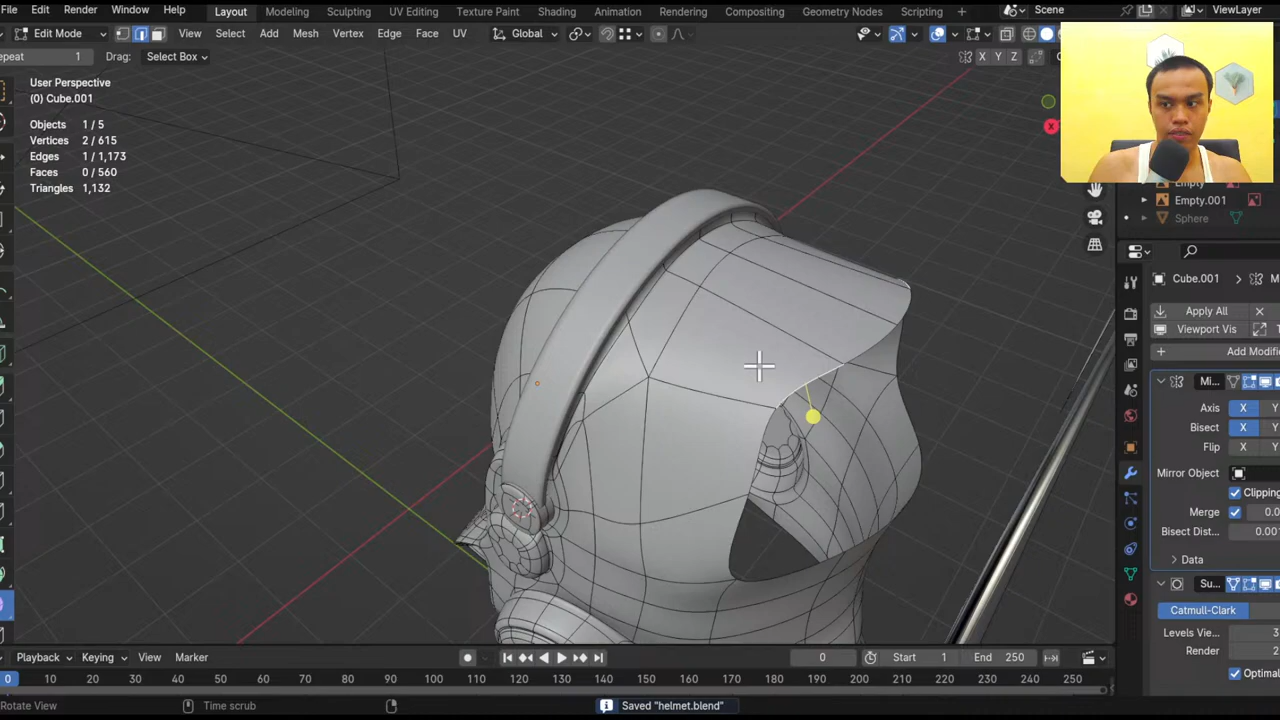 File Edit Render Window Help Layout Modeling Sculpting UV Editing Texture Paint Shading Animation Rendering Compositing Geometry Nodes Scripting + Scene ViewLayer
Edit Mode View Select Add Mesh Vertex Edge Face UV Global
epeat 1 Drag: Select Box X Y Z
User Perspective
(0) Cube.001
Objects 1 / 5
Vertices 2 / 615
Edges 1 / 1,173
Faces 0 / 560
Triangles 1,132
Empty
Empty.001
Sphere
Cube.001 > M
Apply All
Viewport Vis
Add Modifi
Mi...
Axis X Y
Bisect X Y
Flip X Y
Mirror Object
Clipping
Merge 0.0
Bisect Dist... 0.001
Data
Su...
Catmull-Clark
Levels Vie... 3
Render 2
Optimal
Playback Keying View Marker 0 Start 1 End 250
0 10 20 30 40 50 60 70 80 90 100 110 120 130 140 150 160 170 180 190 200 210 220 230 240 250
Rotate View Time scrub Saved "helmet.blend"